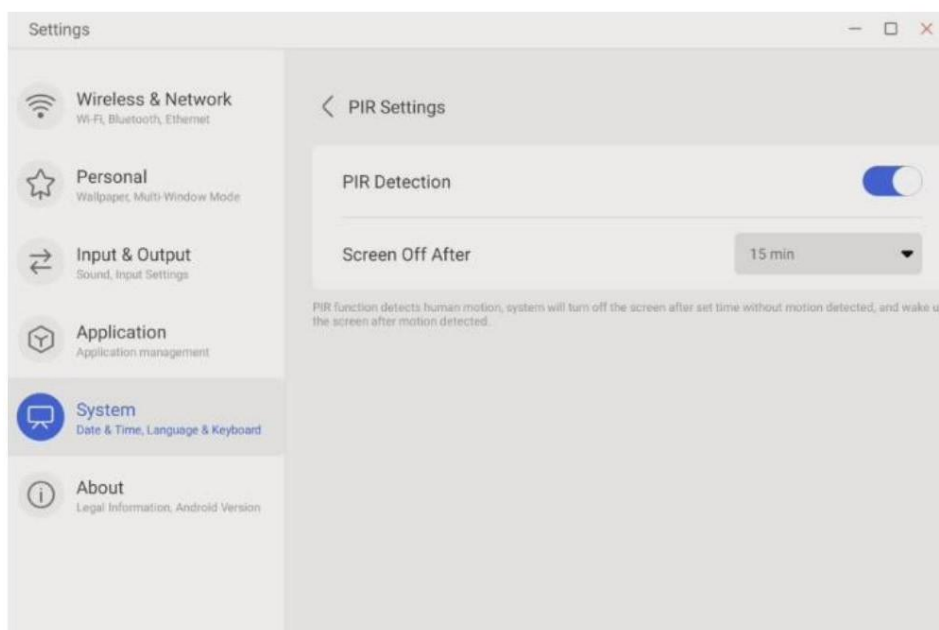 Settings
Wireless & Network
Wi-Fi, Bluetooth, Ethernet
Personal
Wallpaper, Multi-Window Mode
Input & Output
Sound, Input Settings
Application
Application management
System
Date & Time, Language & Keyboard
About
Legal Information, Android Version
PIR Settings
PIR Detection
Screen Off After
15 min
PIR function detects human motion, system will turn off the screen after set time without motion detected, and wake u
the screen after motion detected.